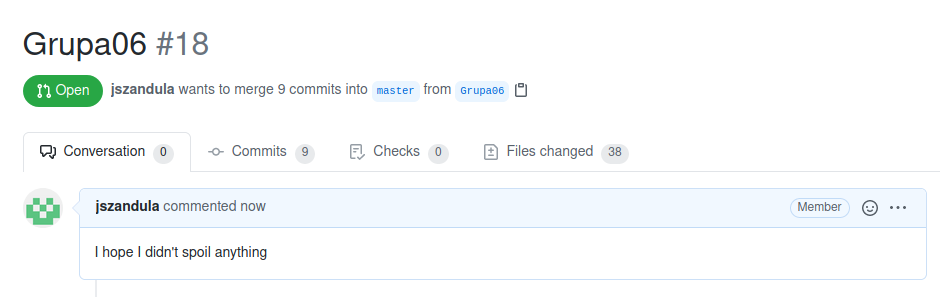 Grupa06 #18
Open jszandula wants to merge 9 commits into master from Grupa06
Conversation 0 Commits 9 Checks 0 Files changed 38
jszandula commented now Member
I hope I didn't spoil anything